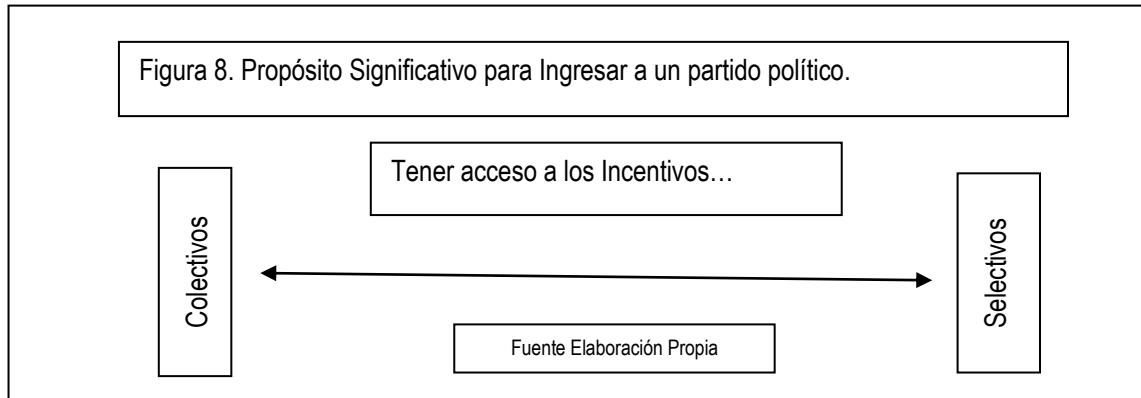 Figura 8. Propósito Significativo para Ingresar a un partido político.
Tener acceso a los Incentivos…
Colectivos
Selectivos
Fuente Elaboración Propia